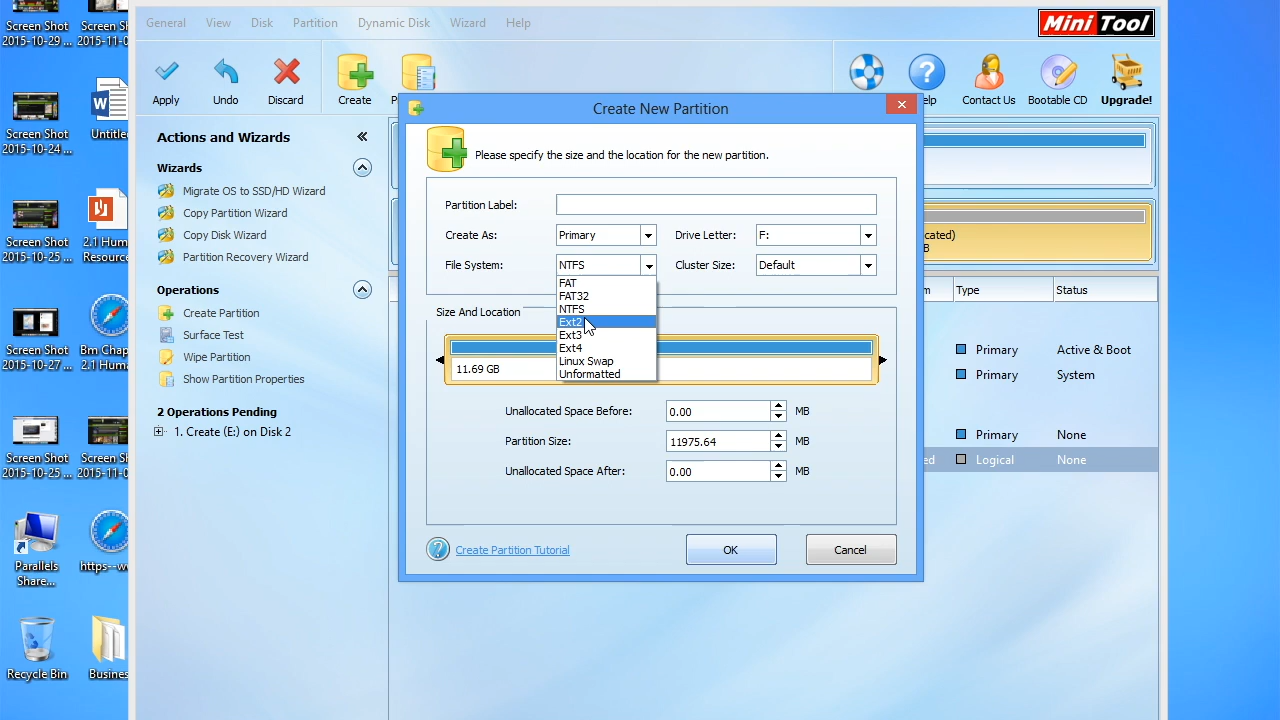 General View Disk Partition Dynamic Disk Wizard Help
Mini Tool
Apply Undo Discard Create Contact Us Bootable CD Upgrade!
Create New Partition
Please specify the size and the location for the new partition.
Partition Label:
Create As: Primary Drive Letter: F:
File System: NTFS Cluster Size: Default
FAT
FAT32
NTFS
Ext2
Ext3
Ext4
Linux Swap
Unformatted
Size And Location
11.69 GB
Unallocated Space Before: 0.00 MB
Partition Size: 11975.64 MB
Unallocated Space After: 0.00 MB
Create Partition Tutorial
OK Cancel
Actions and Wizards
Wizards
Migrate OS to SSD/HD Wizard
Copy Partition Wizard
Copy Disk Wizard
Partition Recovery Wizard
Operations
Create Partition
Surface Test
Wipe Partition
Show Partition Properties
2 Operations Pending
1. Create (E:) on Disk 2
cated)
B
Type Status
Primary Active & Boot
Primary System
Primary None
ed Logical None
Screen Shot
2015-10-29 ...
Screen Sh
2015-11-0
Screen Shot
2015-10-24 ...
Untitle
Screen Shot
2015-10-25 ...
2.1 Hum
Resource
Screen Shot
2015-10-27 ...
Bm Chap
2.1 Huma
Screen Shot
2015-10-25 ...
Screen Sh
2015-11-0
Parallels
Share...
https--w
Recycle Bin
Busines